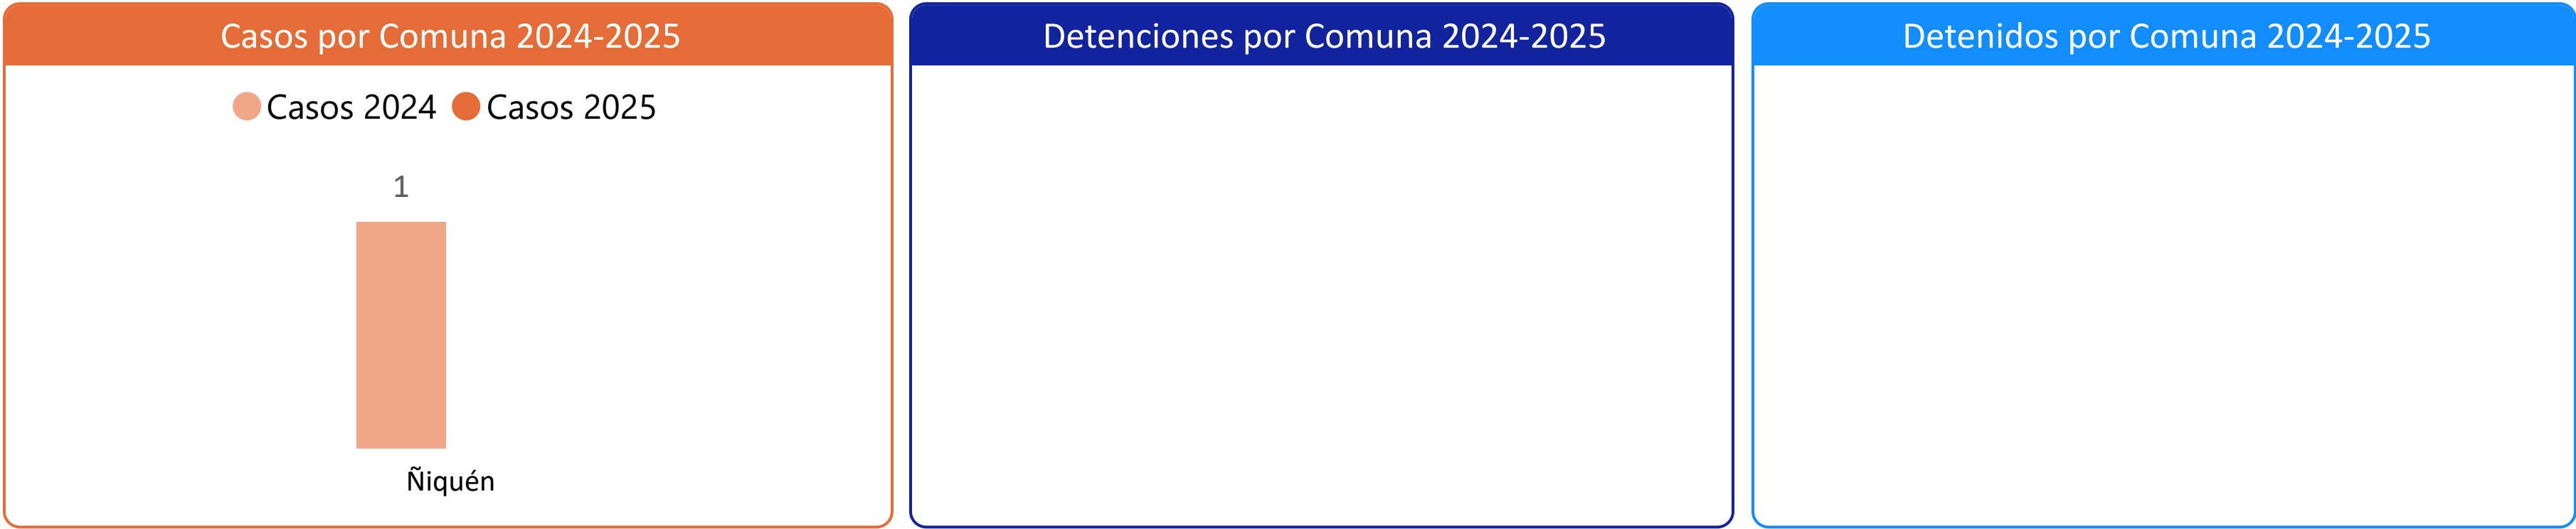 Casos por Comuna 2024-2025
Casos 2024 Casos 2025
1
Ñiquén
Detenciones por Comuna 2024-2025
Detenidos por Comuna 2024-2025